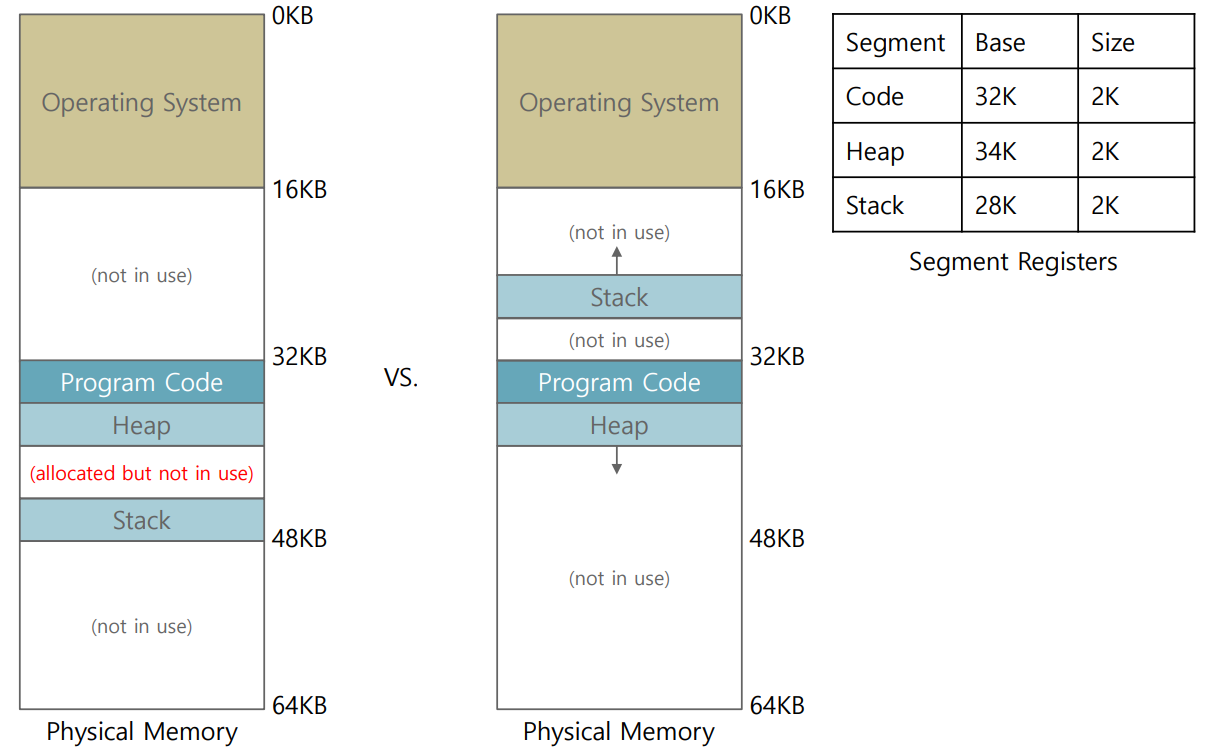 0KB
Operating System
16KB
(not in use)
32KB
Program Code
Heap
(allocated but not in use)
Stack
48KB
(not in use)
64KB
Physical Memory
VS.
0KB
Operating System
16KB
(not in use)
Stack
(not in use)
32KB
Program Code
Heap
48KB
(not in use)
64KB
Physical Memory
Segment Base Size
Code 32K 2K
Heap 34K 2K
Stack 28K 2K
Segment Registers